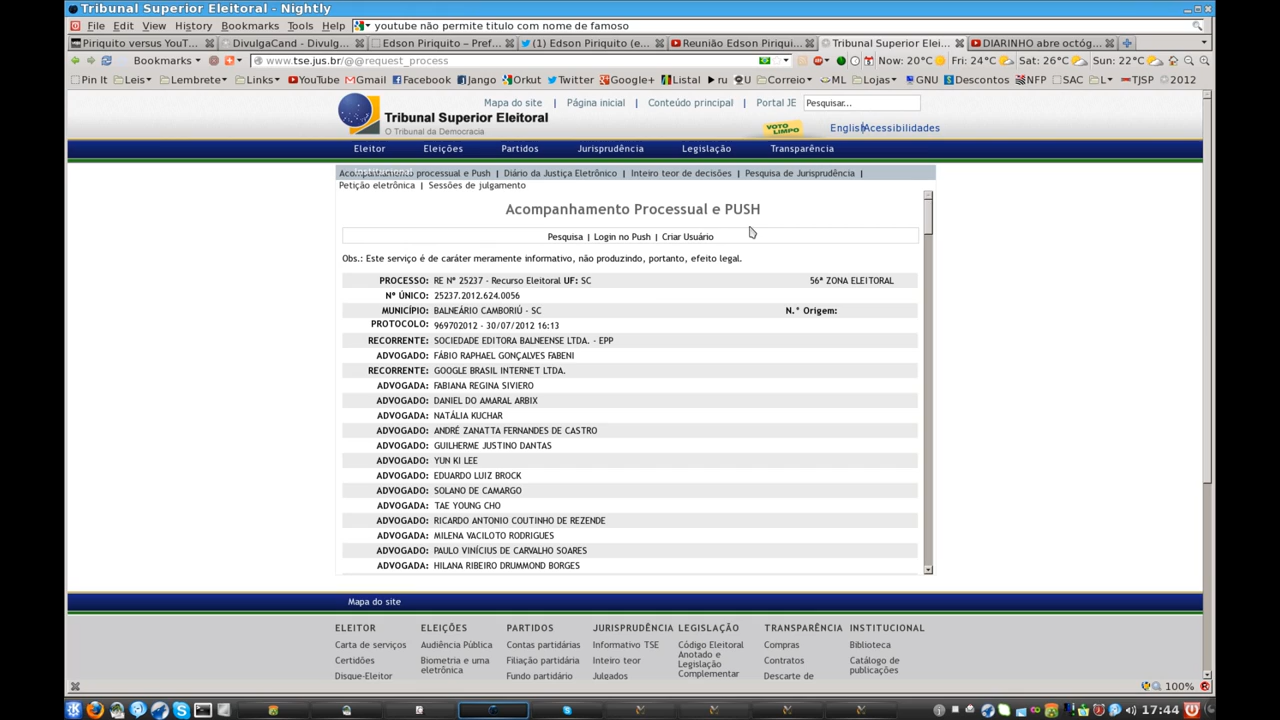 Tribunal Superior Eleitoral - Nightly
File Edit View History Bookmarks Tools Help youtube não permite titulo com nome de famoso
Piriquito versus YouT... DivulgaCand - Divulg... Edson Piriquito – Pref... (1) Edson Piriquito (e... Reunião Edson Piriqui... Tribunal Superior Elei... DIARINHO abre octóg...
Bookmarks www.tse.jus.br/@@request_process Now: 20°C Fri: 24°C Sat: 26°C Sun: 22°C
Pin It Leis Lembrete Links YouTube Gmail Facebook Jango Orkut Twitter Google+ Listal ru U Correio ML Lojas GNU Descontos NFP SAC L TJSP 2012
Mapa do site | Página inicial | Conteúdo principal | Portal JE Pesquisar...
Tribunal Superior Eleitoral
O Tribunal da Democracia
VOTO LIMPO
English Acessibilidades
Eleitor Eleições Partidos Jurisprudência Legislação Transparência
Acompanhamento processual e Push | Diário da Justiça Eletrônico | Inteiro teor de decisões | Pesquisa de Jurisprudência |
Petição eletrônica | Sessões de julgamento
Acompanhamento Processual e PUSH
Pesquisa | Login no Push | Criar Usuário
Obs.: Este serviço é de caráter meramente informativo, não produzindo, portanto, efeito legal.
PROCESSO: RE Nº 25237 - Recurso Eleitoral UF: SC 56ª ZONA ELEITORAL
Nº ÚNICO: 25237.2012.624.0056
MUNICÍPIO: BALNEÁRIO CAMBORIÚ - SC N.° Origem:
PROTOCOLO: 969702012 - 30/07/2012 16:13
RECORRENTE: SOCIEDADE EDITORA BALNEENSE LTDA. - EPP
ADVOGADO: FÁBIO RAPHAEL GONÇALVES FABENI
RECORRENTE: GOOGLE BRASIL INTERNET LTDA.
ADVOGADA: FABIANA REGINA SIVIERO
ADVOGADO: DANIEL DO AMARAL ARBIX
ADVOGADA: NATÁLIA KUCHAR
ADVOGADO: ANDRÉ ZANATTA FERNANDES DE CASTRO
ADVOGADO: GUILHERME JUSTINO DANTAS
ADVOGADO: YUN KI LEE
ADVOGADO: EDUARDO LUIZ BROCK
ADVOGADO: SOLANO DE CAMARGO
ADVOGADA: TAE YOUNG CHO
ADVOGADO: RICARDO ANTONIO COUTINHO DE REZENDE
ADVOGADA: MILENA VACILOTO RODRIGUES
ADVOGADO: PAULO VINÍCIUS DE CARVALHO SOARES
ADVOGADA: HILANA RIBEIRO DRUMMOND BORGES
Mapa do site
ELEITOR ELEIÇÕES PARTIDOS JURISPRUDÊNCIA LEGISLAÇÃO TRANSPARÊNCIA INSTITUCIONAL
Carta de serviços Audiência Pública Contas partidárias Informativo TSE Código Eleitoral Anotado e Legislação Complementar Compras Biblioteca
Certidões Biometria e uma eletrônica Filiação partidária Inteiro teor Contratos Catálogo de publicações
Disque-Eleitor Fundo partidário Julgados Descarte de
100%
17:44